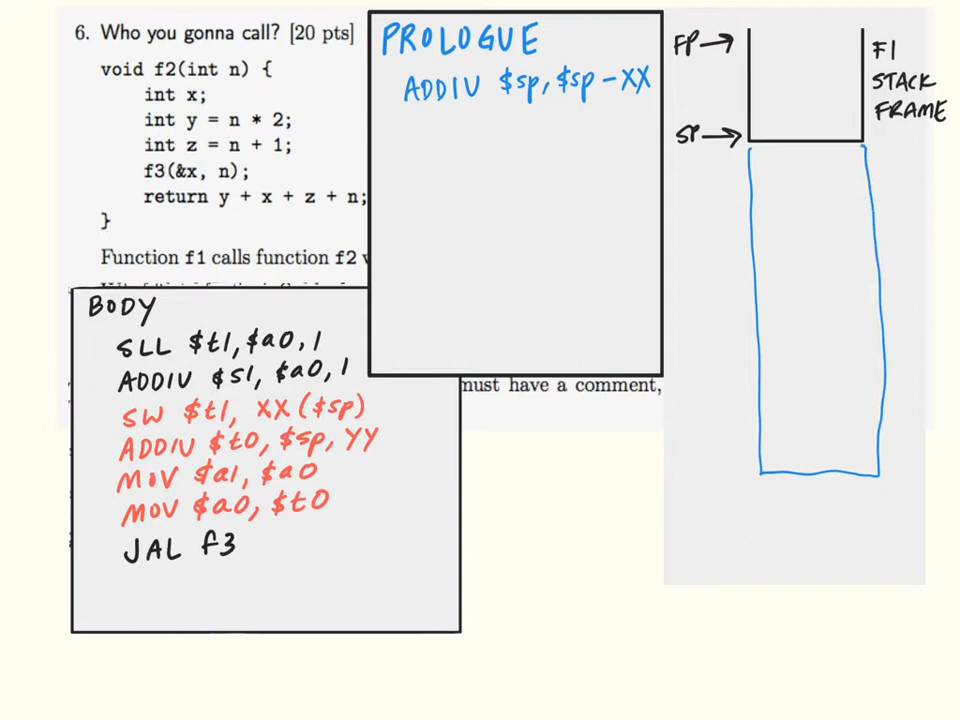 6. Who you gonna call? [20 pts]
void f2(int n) {
int x;
int y = n * 2;
int z = n + 1;
f3(&x, n);
return y + x + z + n;
}
Function f1 calls function f2
must have a comment,
PROLOGUE
ADDIU $sp, $sp -XX
FP→
SP→
F1
STACK
FRAME
BODY
SLL $t1, $a0, 1
ADDIU $s1, $a0, 1
SW $t1, XX($sp)
ADDIU $t0, $sp, YY
MOV $a1, $a0
MOV $a0, $t0
JAL f3